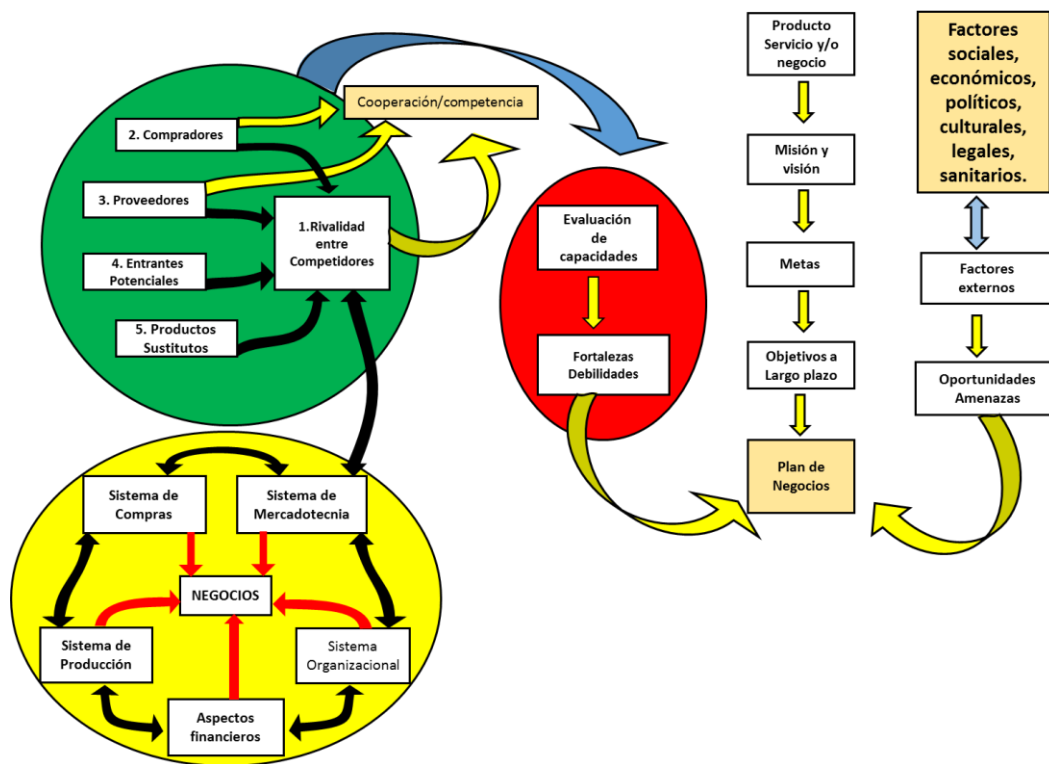 Cooperación/competencia
2. Compradores
3. Proveedores
1.Rivalidad
entre
Competidores
4. Entrantes
Potenciales
5. Productos
Sustitutos
Sistema de
Compras
Sistema de
Mercadotecnia
NEGOCIOS
Sistema de
Producción
Sistema
Organizacional
Aspectos
financieros
Evaluación
de
capacidades
Fortalezas
Debilidades
Producto
Servicio y/o
negocio
Misión y
visión
Metas
Objetivos a
Largo plazo
Plan de
Negocios
Factores
sociales,
económicos,
políticos,
culturales,
legales,
sanitarios.
Factores
externos
Oportunidades
Amenazas